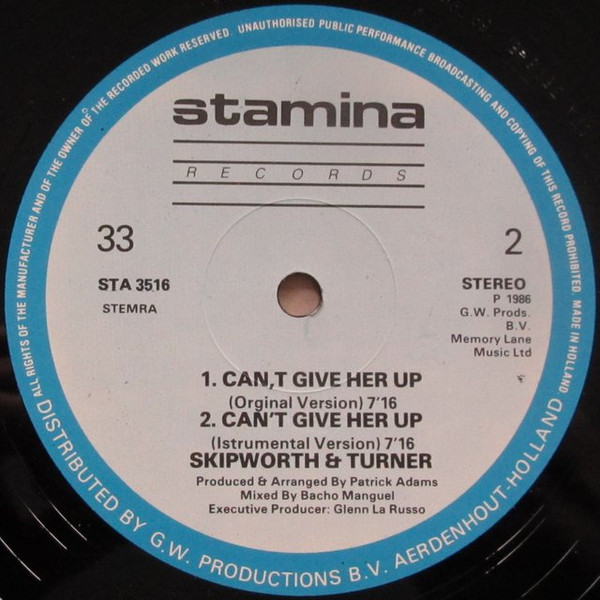 ALL RIGHTS OF THE MANUFACTURER AND OF THE OWNER OF THE RECORDED WORK RESERVED. UNAUTHORISED PUBLIC PERFORMANCE BROADCASTING AND COPYING OF THIS RECORD PROHIBITED. MADE IN HOLLAND
stamina
RECORDS
33
2
STA 3516
STEMRA
STEREO
P 1986
G.W. Prods.
B.V.
Memory Lane
Music Ltd
1. CAN,T GIVE HER UP
(Orginal Version) 7'16
2. CAN'T GIVE HER UP
(Istrumental Version) 7'16
SKIPWORTH & TURNER
Produced & Arranged By Patrick Adams
Mixed By Bacho Manguel
Executive Producer: Glenn La Russo
DISTRIBUTED BY G.W. PRODUCTIONS B.V. AERDENHOUT-HOLLAND